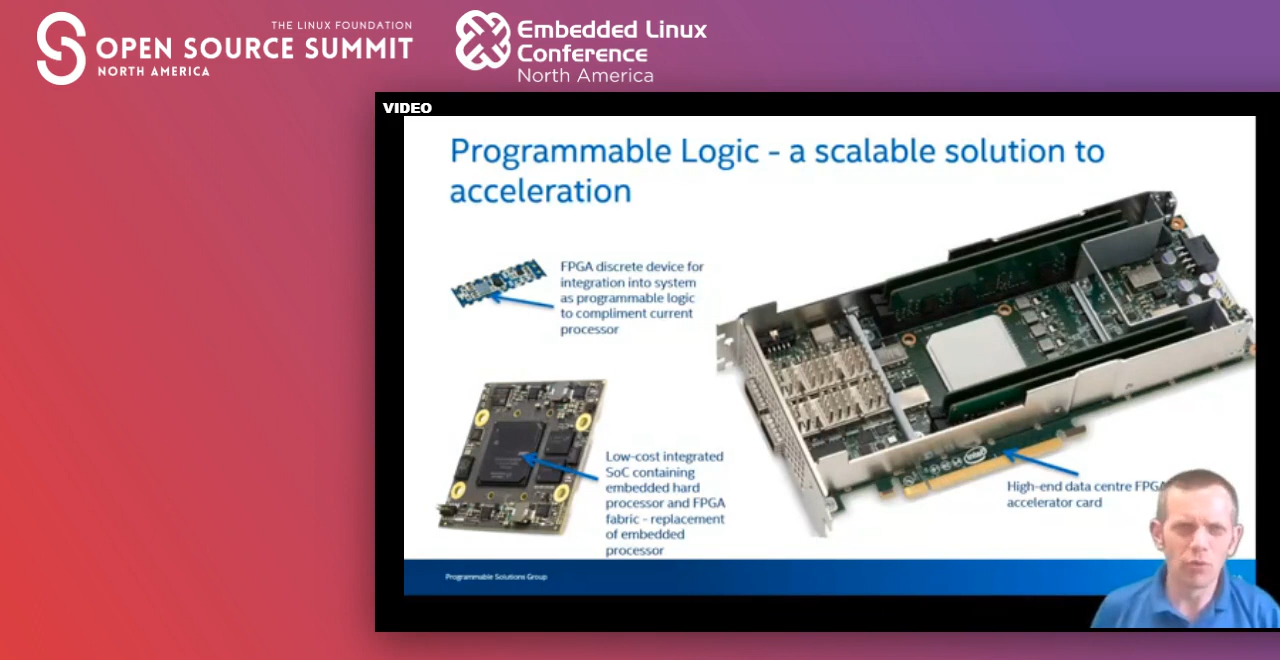 THE LINUX FOUNDATION
OPEN SOURCE SUMMIT
NORTH AMERICA
Embedded Linux
Conference
North America
VIDEO
Programmable Logic - a scalable solution to
acceleration
FPGA discrete device for
integration into system
as programmable logic
to compliment current
processor
Low-cost integrated
SoC containing
embedded hard
processor and FPGA
fabric - replacement
of embedded
processor
intel
High-end data centre FPGA
accelerator card
Programmable Solutions Group